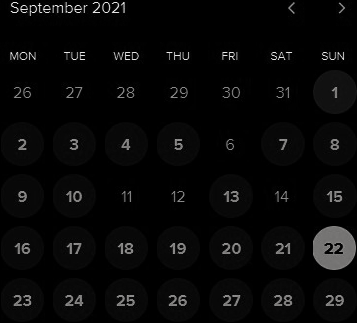 September 2021
MON TUE WED THU FRI SAT SUN
26 27 28 29 30 31 1
2 3 4 5 6 7 8
9 10 11 12 13 14 15
16 17 18 19 20 21 22
23 24 25 26 27 28 29